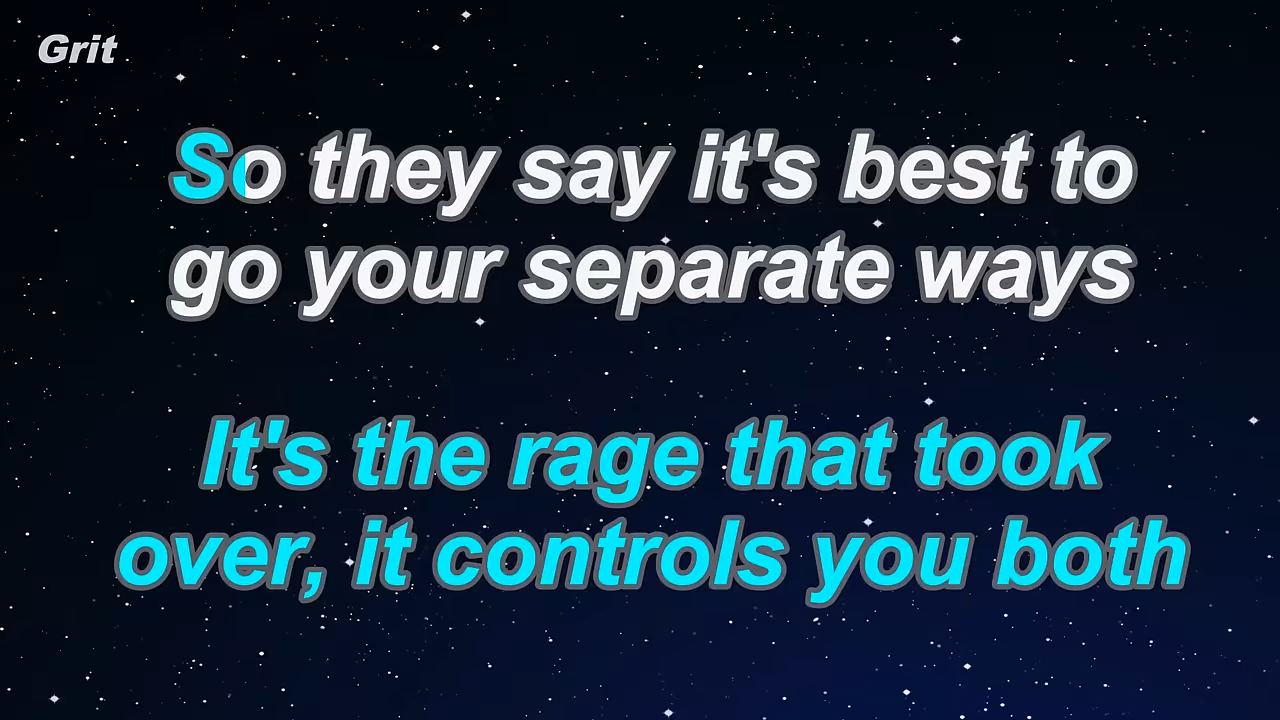 Grit
So they say it's best to
go your separate ways
It's the rage that took
over, it controls you both